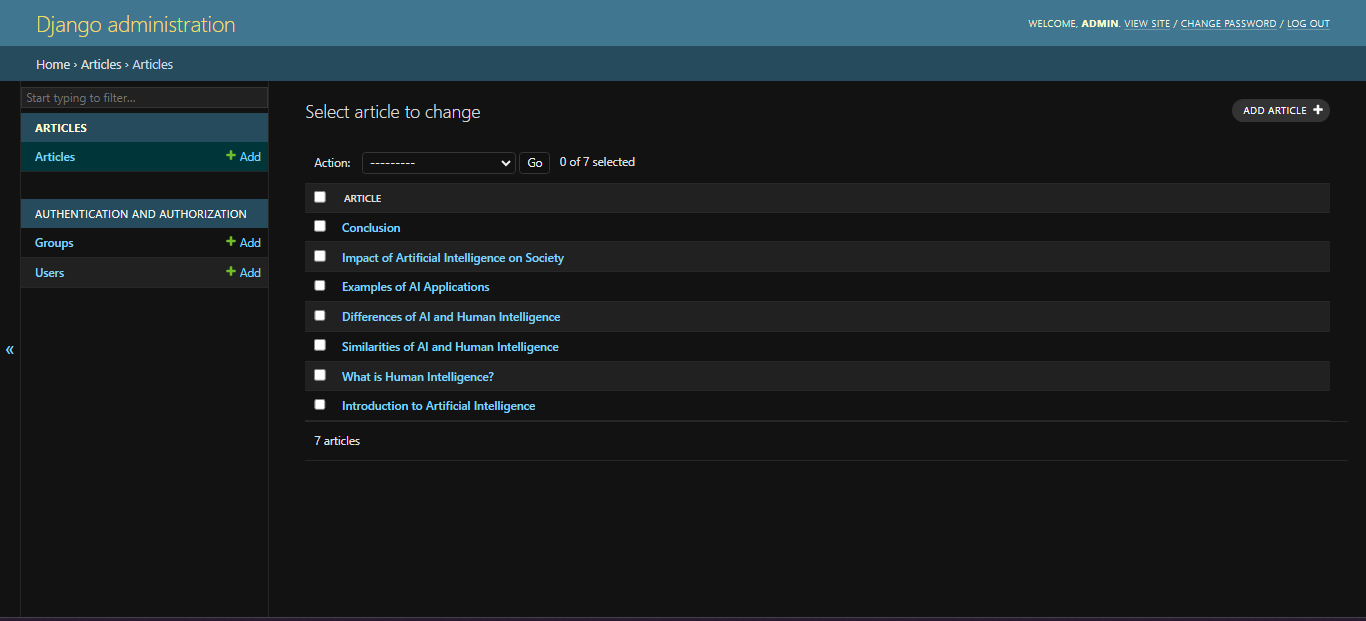 Django administration
WELCOME, ADMIN. VIEW SITE / CHANGE PASSWORD / LOG OUT
Home › Articles › Articles
Start typing to filter...
ARTICLES
Articles + Add
AUTHENTICATION AND AUTHORIZATION
Groups + Add
Users + Add
«
Select article to change
ADD ARTICLE +
Action: --------- Go 0 of 7 selected
ARTICLE
Conclusion
Impact of Artificial Intelligence on Society
Examples of AI Applications
Differences of AI and Human Intelligence
Similarities of AI and Human Intelligence
What is Human Intelligence?
Introduction to Artificial Intelligence
7 articles